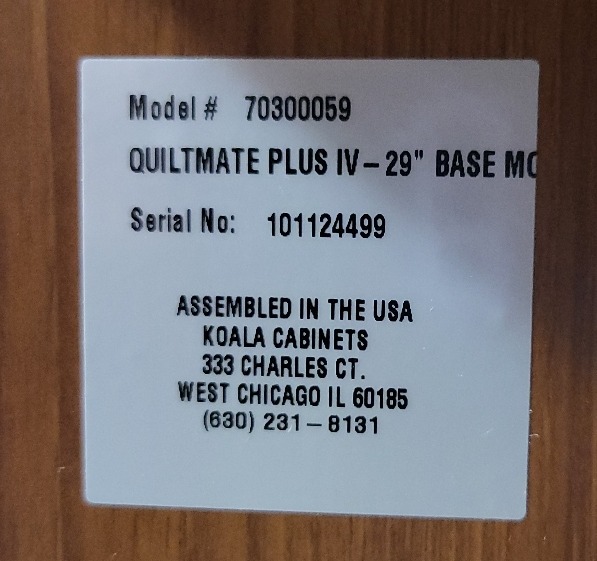 Model # 70300059
QUILTMATE PLUS IV – 29" BASE MO
Serial No: 101124499
ASSEMBLED IN THE USA
KOALA CABINETS
333 CHARLES CT.
WEST CHICAGO IL 60185
(630) 231 – 8131